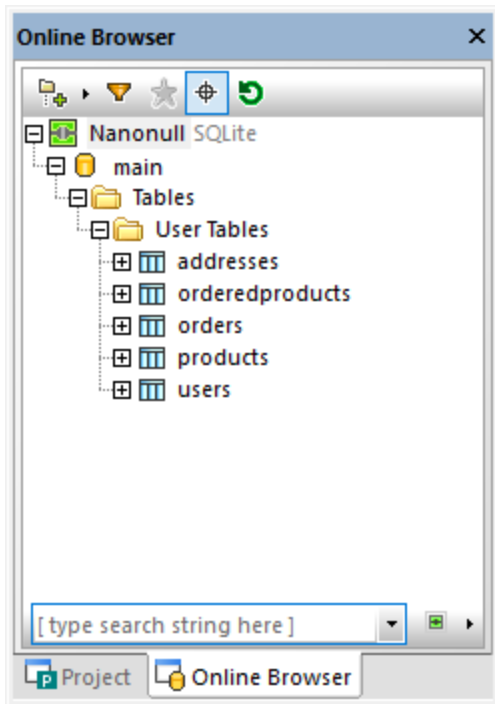 Online Browser
Nanonull SQLite
main
Tables
User Tables
addresses
orderedproducts
orders
products
users
[ type search string here ]
Project Online Browser